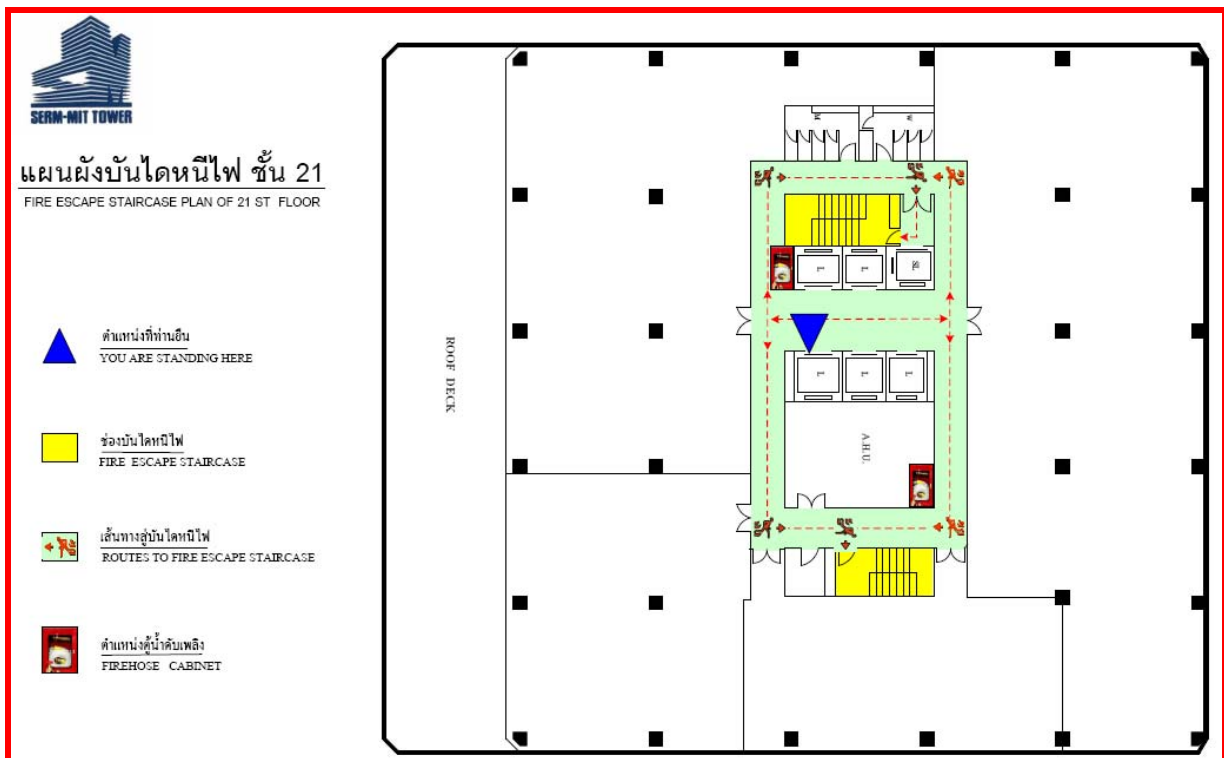 SERM-MIT TOWER
แผนผังบันไดหนีไฟ ชั้น 21
FIRE ESCAPE STAIRCASE PLAN OF 21 ST FLOOR
ตำแหน่งที่ท่านยืน
YOU ARE STANDING HERE
ช่องบันไดหนีไฟ
FIRE ESCAPE STAIRCASE
เส้นทางสู่บันไดหนีไฟ
ROUTES TO FIRE ESCAPE STAIRCASE
ตำแหน่งตู้น้ำดับเพลิง
FIREHOSE CABINET
ROOF DECK
M
W
L
L
SL
L
L
L
A.H.U.